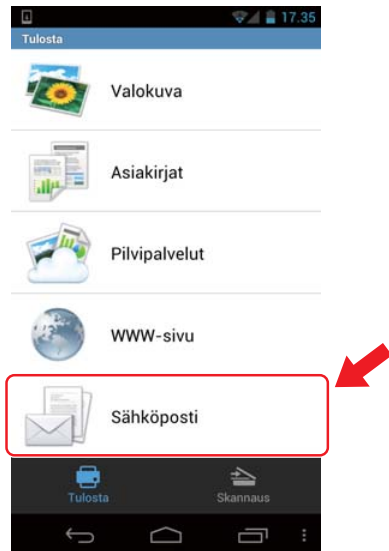 17.35
Tulosta
Valokuva
Asiakirjat
Pilvipalvelut
WWW-sivu
Sähköposti
Tulosta
Skannaus